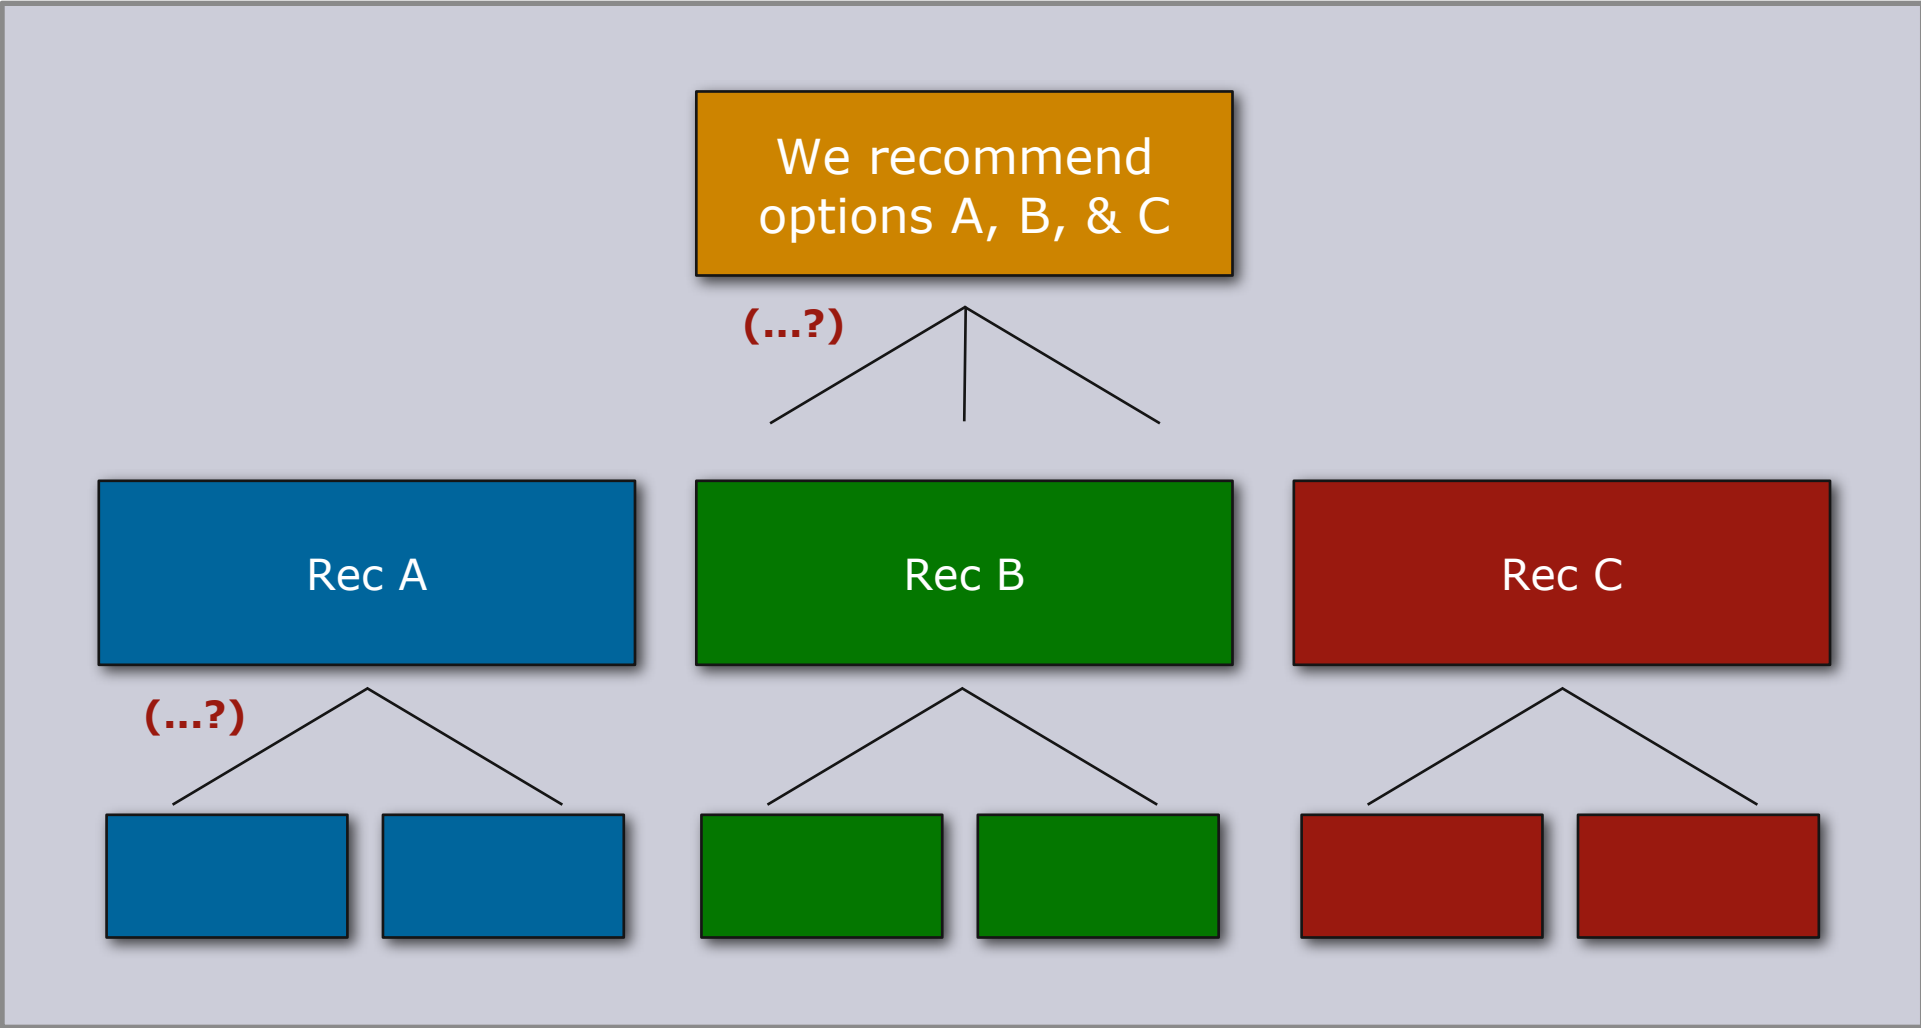 We recommend
options A, B, & C
(...?)
Rec A
Rec B
Rec C
(...?)